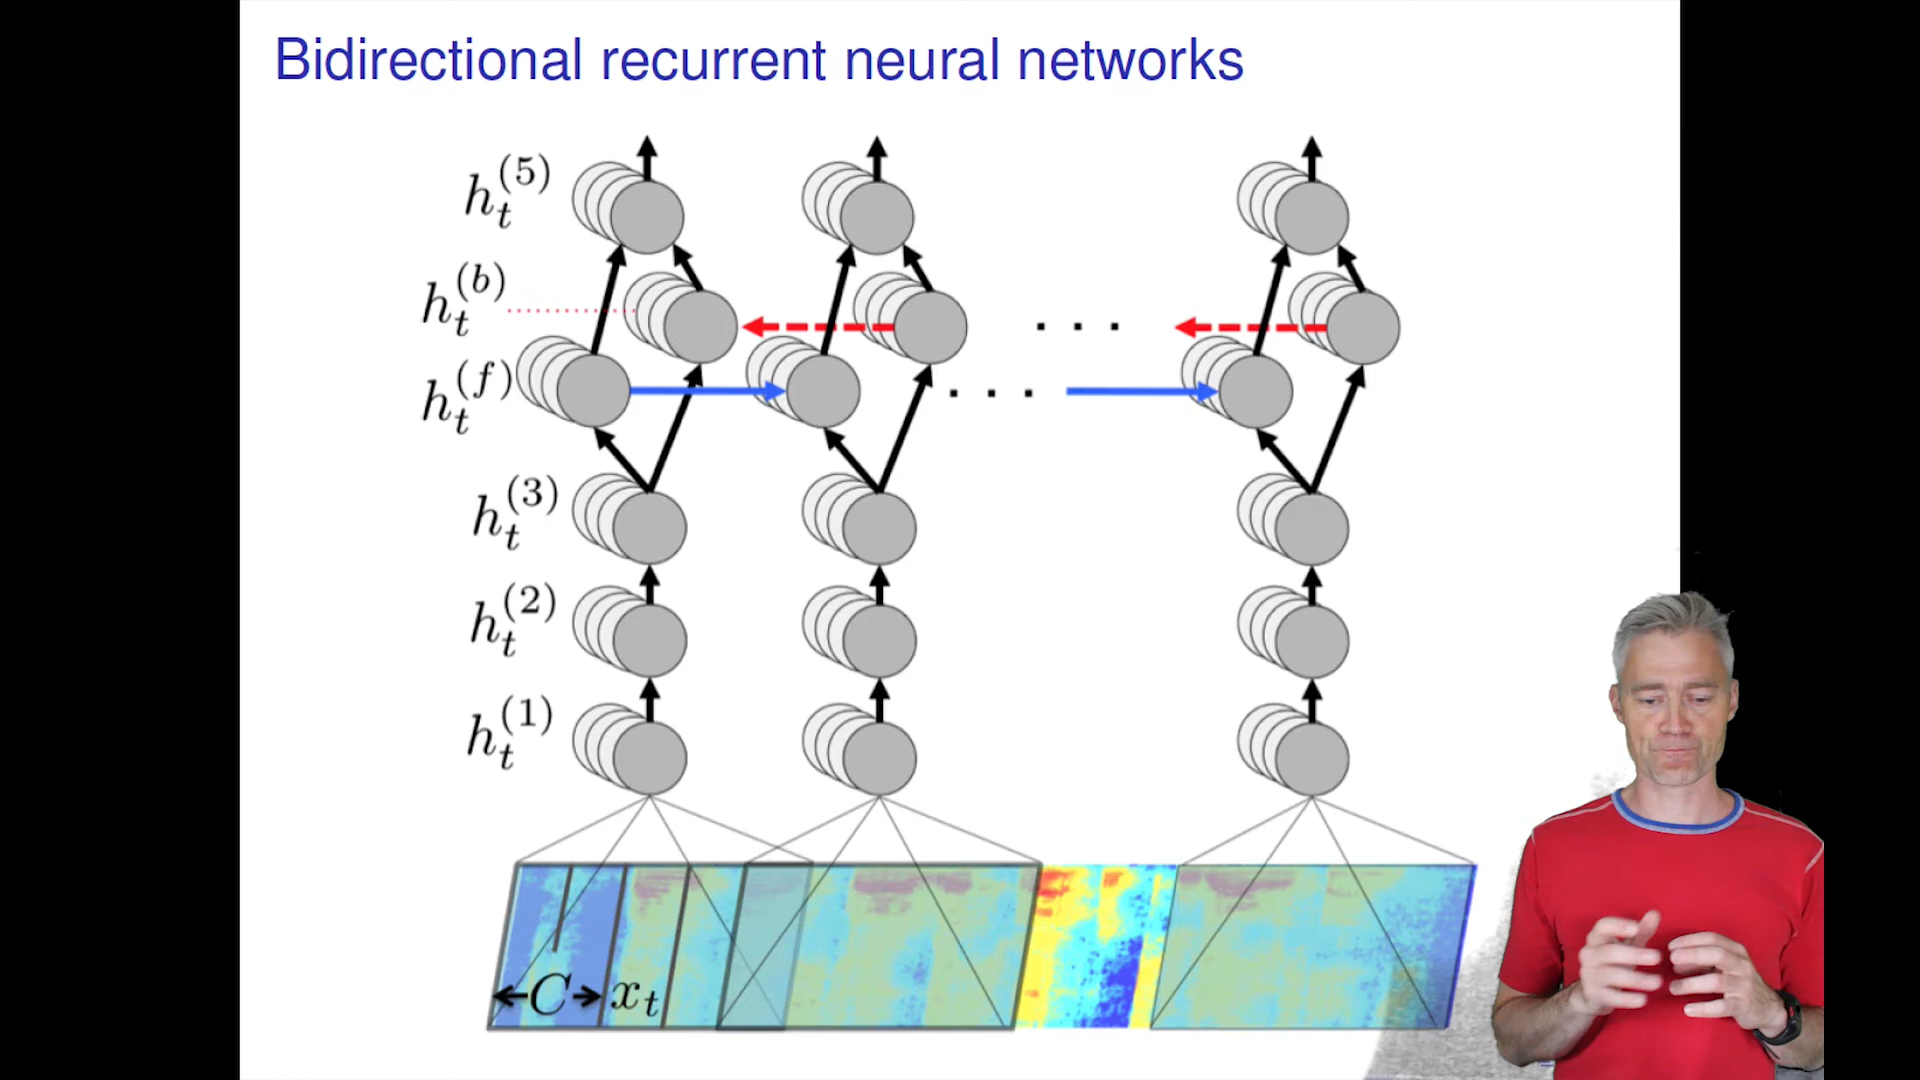 Bidirectional recurrent neural networks
h_t^{(5)}
h_t^{(b)}
h_t^{(f)}
h_t^{(3)}
h_t^{(2)}
h_t^{(1)}
C x_t